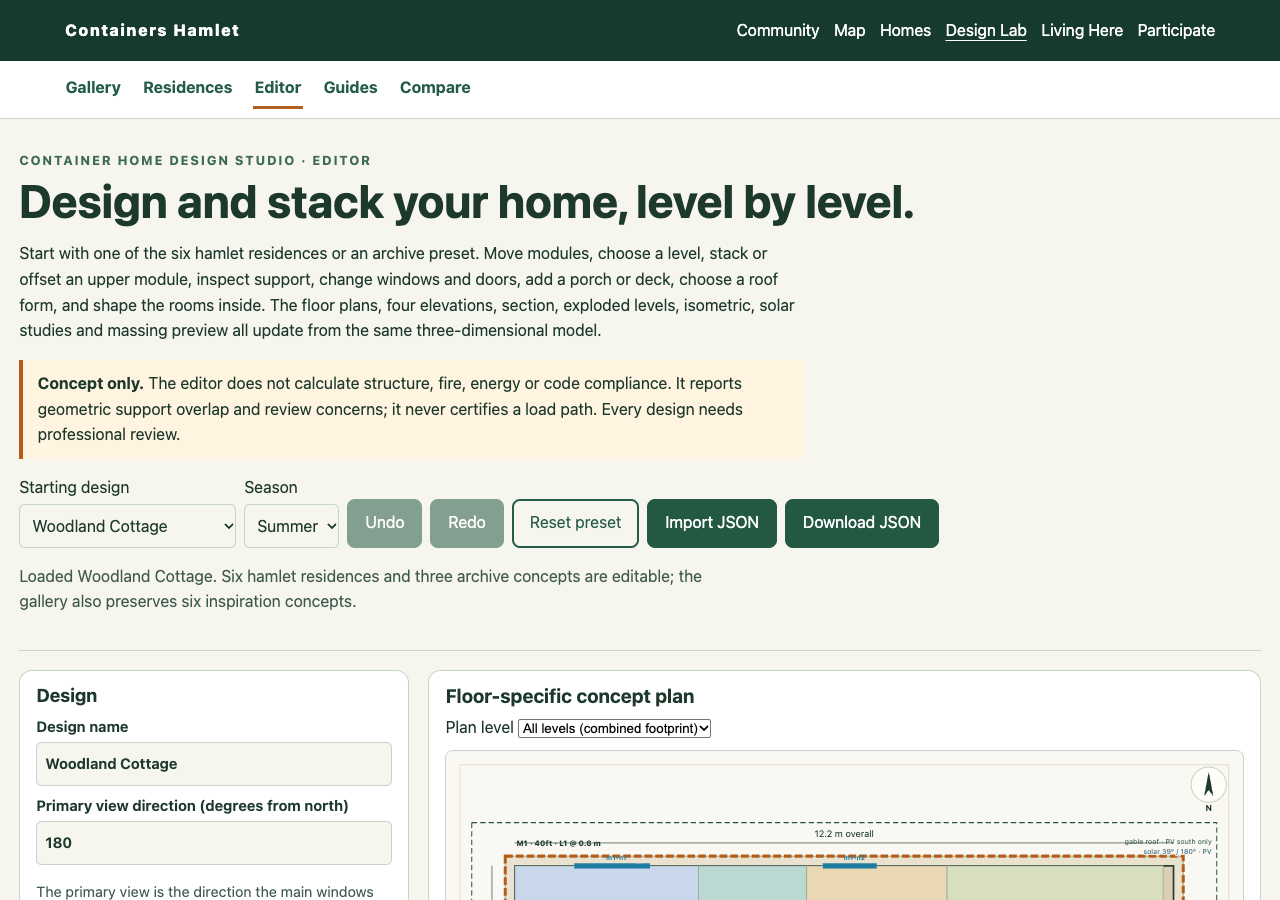 Containers Hamlet
Community Map Homes Design Lab Living Here Participate
Gallery Residences Editor Guides Compare
CONTAINER HOME DESIGN STUDIO · EDITOR
Design and stack your home, level by level.
Start with one of the six hamlet residences or an archive preset. Move modules, choose a level, stack or
offset an upper module, inspect support, change windows and doors, add a porch or deck, choose a roof
form, and shape the rooms inside. The floor plans, four elevations, section, exploded levels, isometric, solar
studies and massing preview all update from the same three-dimensional model.
Concept only. The editor does not calculate structure, fire, energy or code compliance. It reports
geometric support overlap and review concerns; it never certifies a load path. Every design needs
professional review.
Starting design Season
Woodland Cottage Summer Undo Redo Reset preset Import JSON Download JSON
Loaded Woodland Cottage. Six hamlet residences and three archive concepts are editable; the
gallery also preserves six inspiration concepts.
Design
Design name
Woodland Cottage
Primary view direction (degrees from north)
180
The primary view is the direction the main windows
Floor-specific concept plan
Plan level All levels (combined footprint)
N
12.2 m overall
M1 · 40ft · L1 @ 0.6 m
gable roof · PV south only
solar 39° / 180° · PV